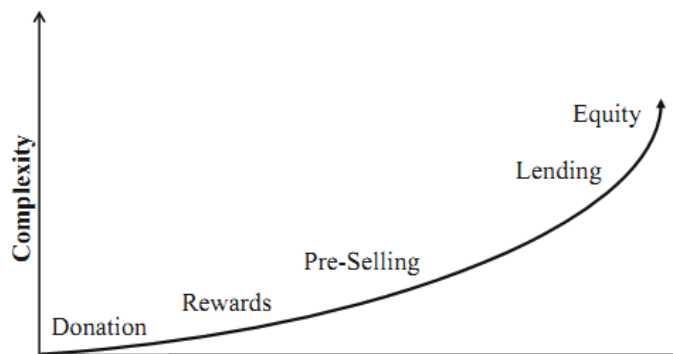 Equity
Lending
Complexity
Pre-Selling
Rewards
Donation